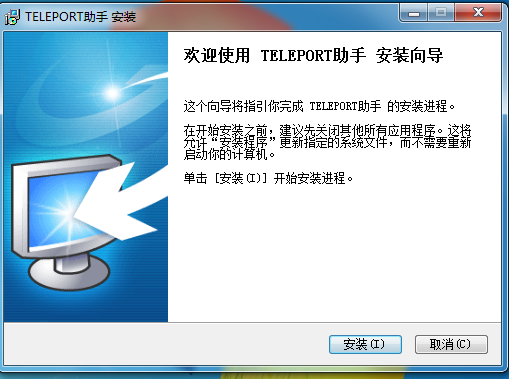 TELEPORT助手 安装
欢迎使用 TELEPORT助手 安装向导
这个向导将指引你完成 TELEPORT助手 的安装进程。
在开始安装之前，建议先关闭其他所有应用程序。这将
允许“安装程序”更新指定的系统文件，而不需要重新
启动你的计算机。
单击 [安装(I)] 开始安装进程。
安装(I)
取消(C)